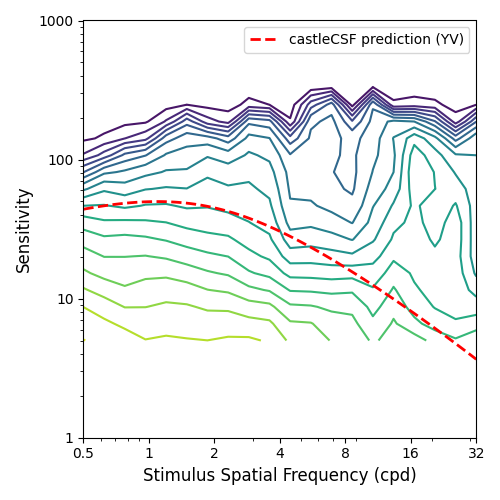 1000
castleCSF prediction (YV)
100
Sensitivity
10
1
0.5 1 2 4 8 16 32
Stimulus Spatial Frequency (cpd)